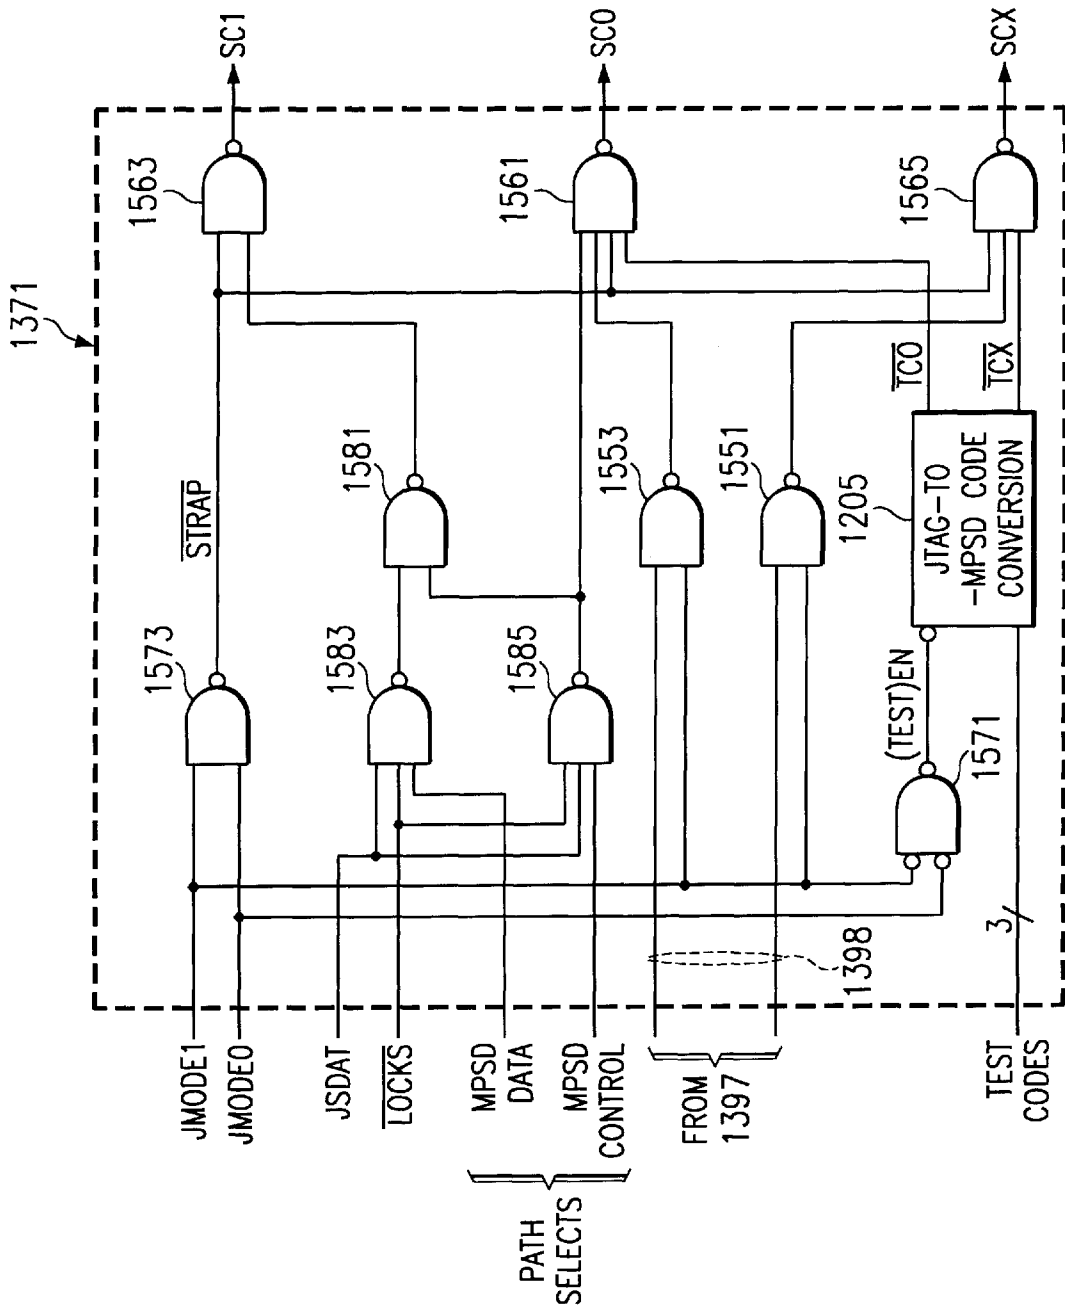 1371
JMODE1
JMODE0
JSDAT
LOCKS
MPSD
DATA
MPSD
CONTROL
PATH
SELECTS
FROM
1397
1398
TEST
CODES
3
1573
STRAP
1583
1585
1581
1553
1551
(TEST)EN
1571
1205
JTAG-TO
-MPSD CODE
CONVERSION
TC0
TCX
1563
SC1
1561
SC0
1565
SCX